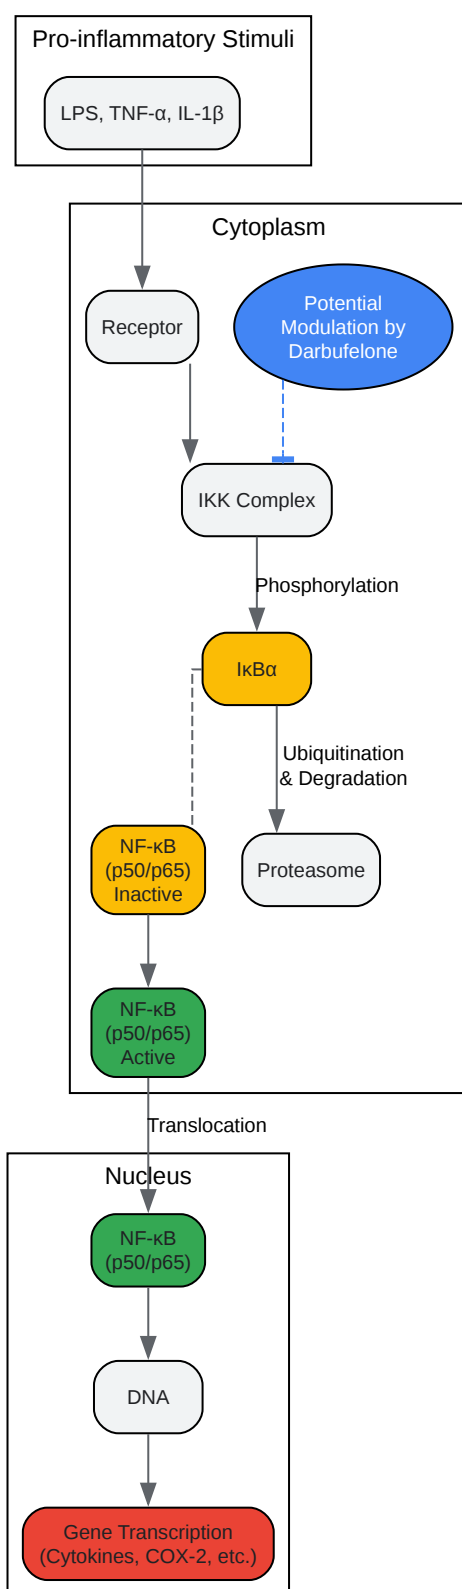 Pro-inflammatory Stimuli
LPS, TNF-α, IL-1β
Cytoplasm
Receptor
Potential
Modulation by
Darbufelone
IKK Complex
Phosphorylation
IκBα
Ubiquitination
& Degradation
NF-κB
(p50/p65)
Inactive
Proteasome
NF-κB
(p50/p65)
Active
Translocation
Nucleus
NF-κB
(p50/p65)
DNA
Gene Transcription
(Cytokines, COX-2, etc.)